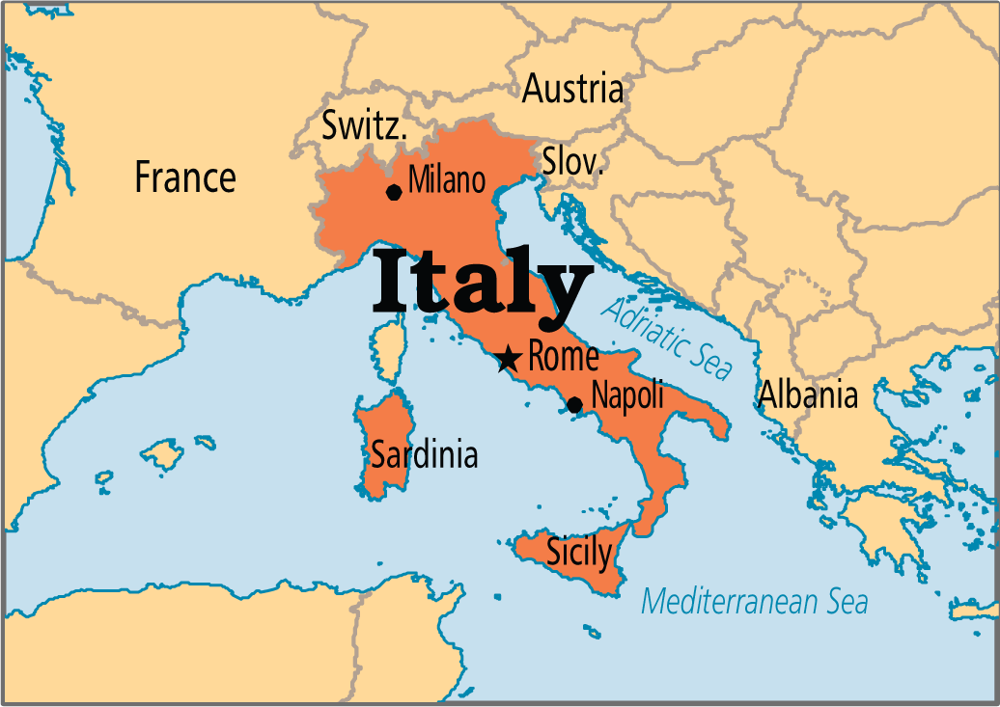 Austria
Switz.
Slov.
France
Milano
Italy
Adriatic Sea
Rome
Napoli
Albania
Sardinia
Sicily
Mediterranean Sea